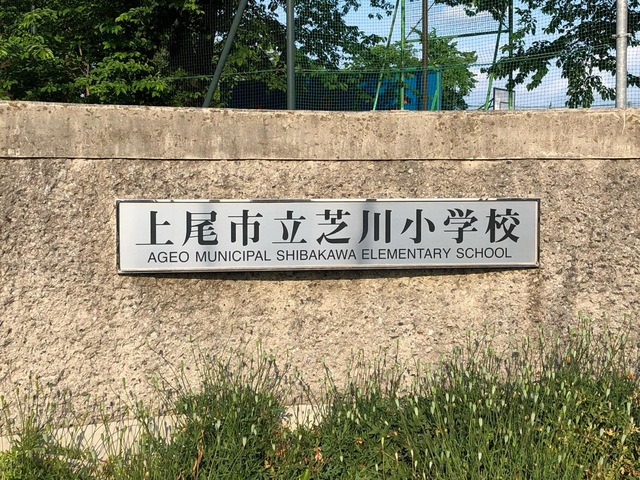 上尾市立芝川小学校
AGEO MUNICIPAL SHIBAKAWA ELEMENTARY SCHOOL